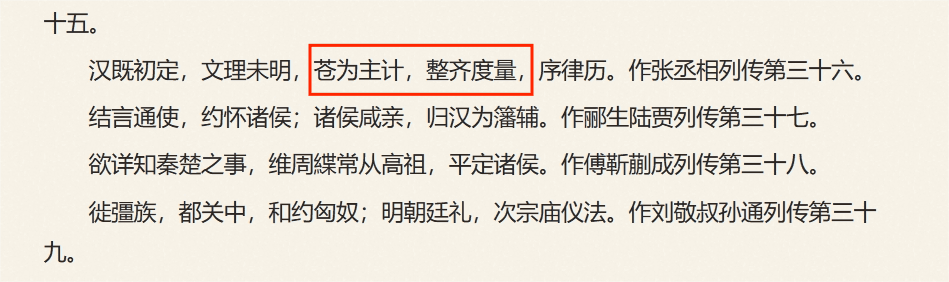 十五。
汉既初定，文理未明，苍为主计，整齐度量，序律历。作张丞相列传第三十六。
结言通使，约怀诸侯；诸侯咸亲，归汉为籓辅。作郦生陆贾列传第三十七。
欲详知秦楚之事，维周緤常从高祖，平定诸侯。作傅靳蒯成列传第三十八。
徙彊族，都关中，和约匈奴；明朝廷礼，次宗庙仪法。作刘敬叔孙通列传第三十
九。